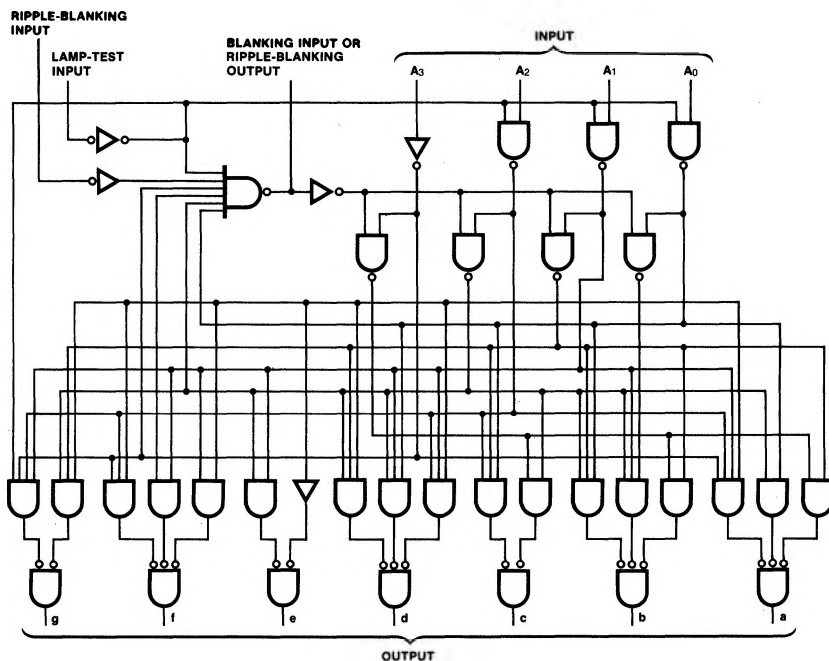 RIPPLE-BLANKING
INPUT
LAMP-TEST
INPUT
BLANKING INPUT OR
RIPPLE-BLANKING
OUTPUT
INPUT
A3 A2 A1 A0
g f e d c b a
OUTPUT